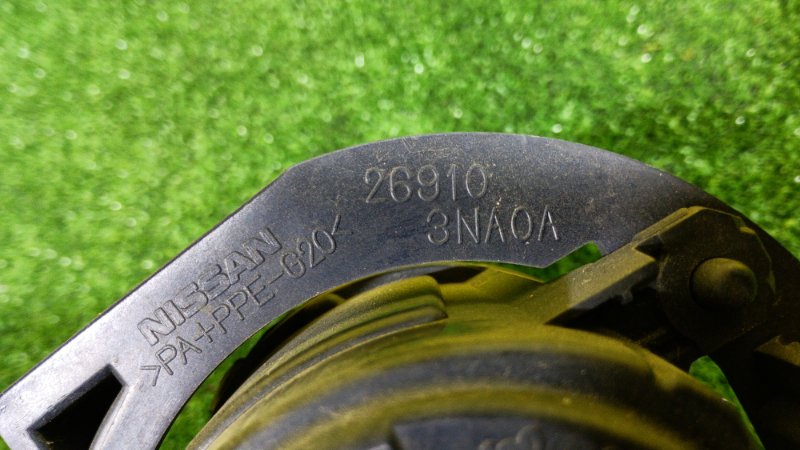 26910
3NA0A
NISSAN
>PA+PPE-G20<